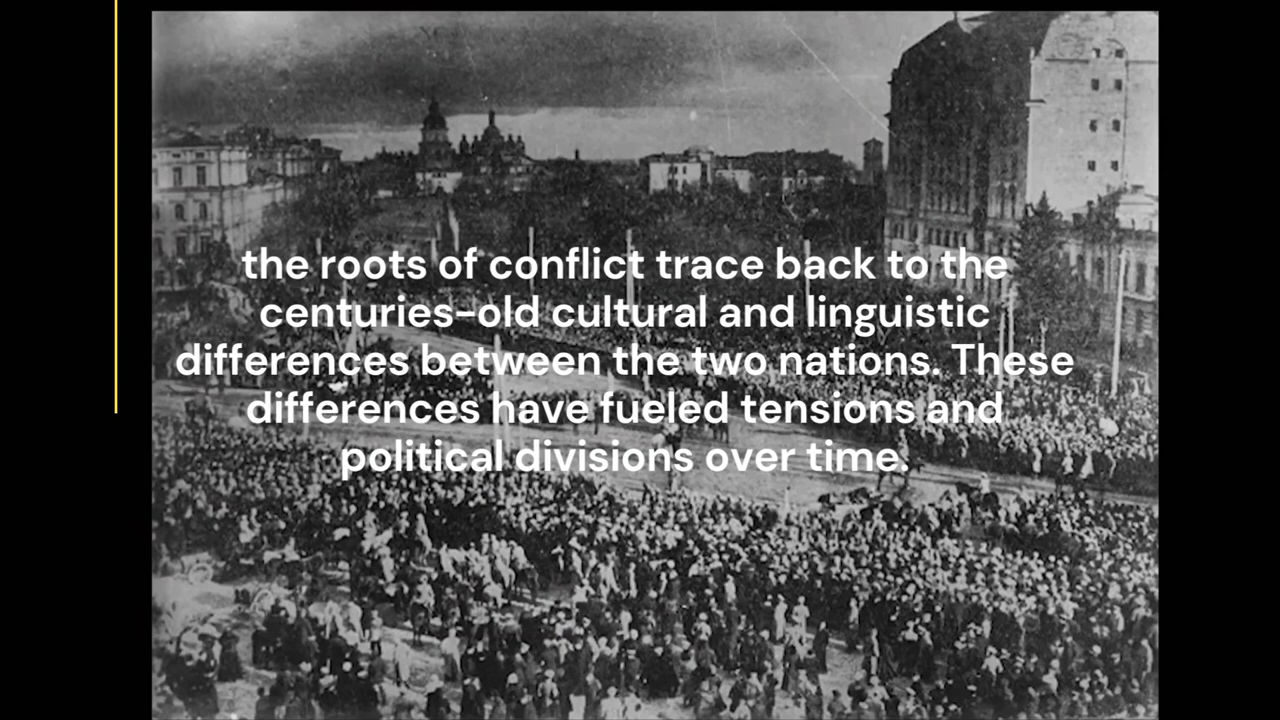 the roots of conflict trace back to the
centuries-old cultural and linguistic
differences between the two nations. These
differences have fueled tensions and
political divisions over time.